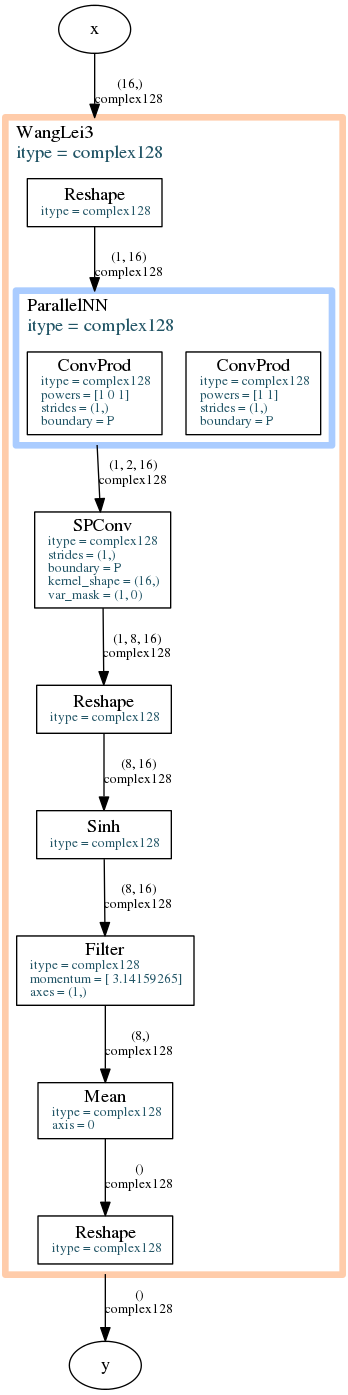 x
(16,)
complex128
WangLei3
itype = complex128
Reshape
itype = complex128
(1, 16)
complex128
ParallelNN
itype = complex128
ConvProd
itype = complex128
powers = [1 0 1]
strides = (1,)
boundary = P
ConvProd
itype = complex128
powers = [1 1]
strides = (1,)
boundary = P
(1, 2, 16)
complex128
SPConv
itype = complex128
strides = (1,)
boundary = P
kernel_shape = (16,)
var_mask = (1, 0)
(1, 8, 16)
complex128
Reshape
itype = complex128
(8, 16)
complex128
Sinh
itype = complex128
(8, 16)
complex128
Filter
itype = complex128
momentum = [ 3.14159265]
axes = (1,)
(8,)
complex128
Mean
itype = complex128
axis = 0
()
complex128
Reshape
itype = complex128
()
complex128
y